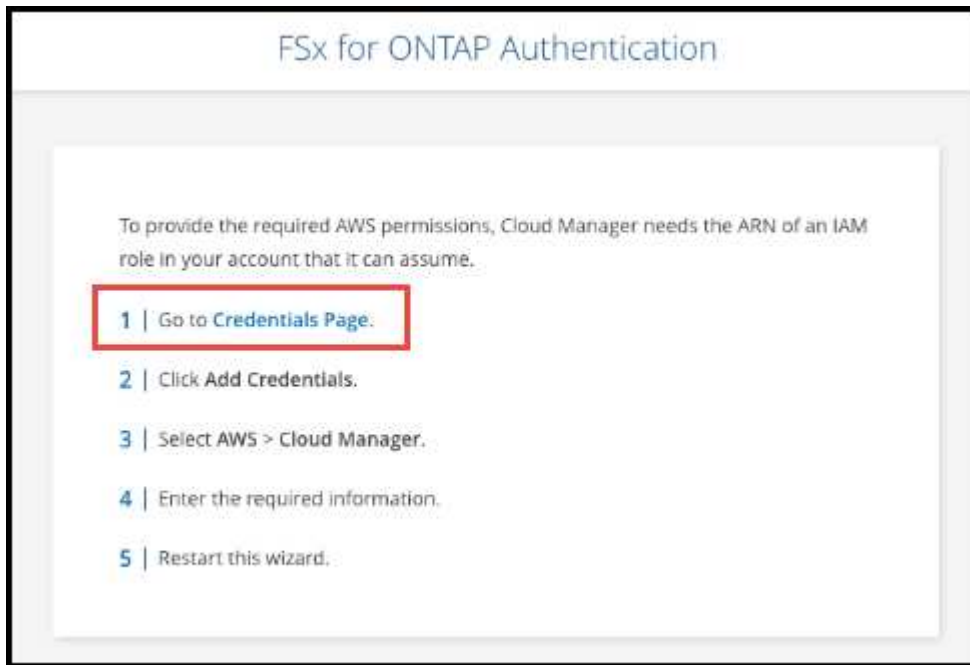 FSx for ONTAP Authentication
To provide the required AWS permissions, Cloud Manager needs the ARN of an IAM
role in your account that it can assume.
1 | Go to Credentials Page.
2 | Click Add Credentials.
3 | Select AWS > Cloud Manager.
4 | Enter the required information.
5 | Restart this wizard.